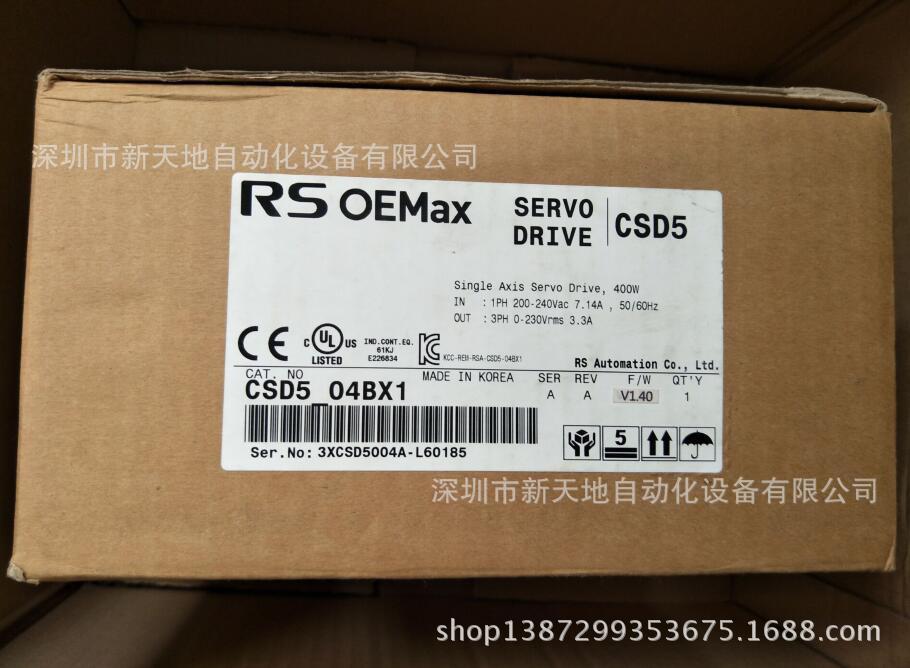 深圳市新天地自动化设备有限公司
RS OEMax SERVO DRIVE CSD5
Single Axis Servo Drive, 400W
IN : 1PH 200-240Vac 7.14A , 50/60Hz
OUT : 3PH 0-230Vrms 3.3A
CE
C UL US LISTED
IND.CONT.EQ.
61KJ
E226834
KCC-REM-RSA-CSD5-04BX1
RS Automation Co., Ltd.
CAT. NO MADE IN KOREA SER REV F/W QT'Y
CSD5_04BX1 A A V1.40 1
5
Ser.No: 3XCSD5004A-L60185
深圳市新天地自动化设备有限公司
shop1387299353675.1688.com